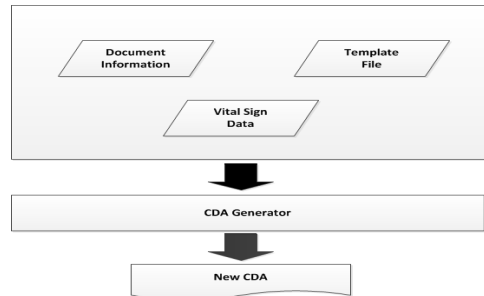 Document
Information
Template
File
Vital Sign
Data
CDA Generator
New CDA